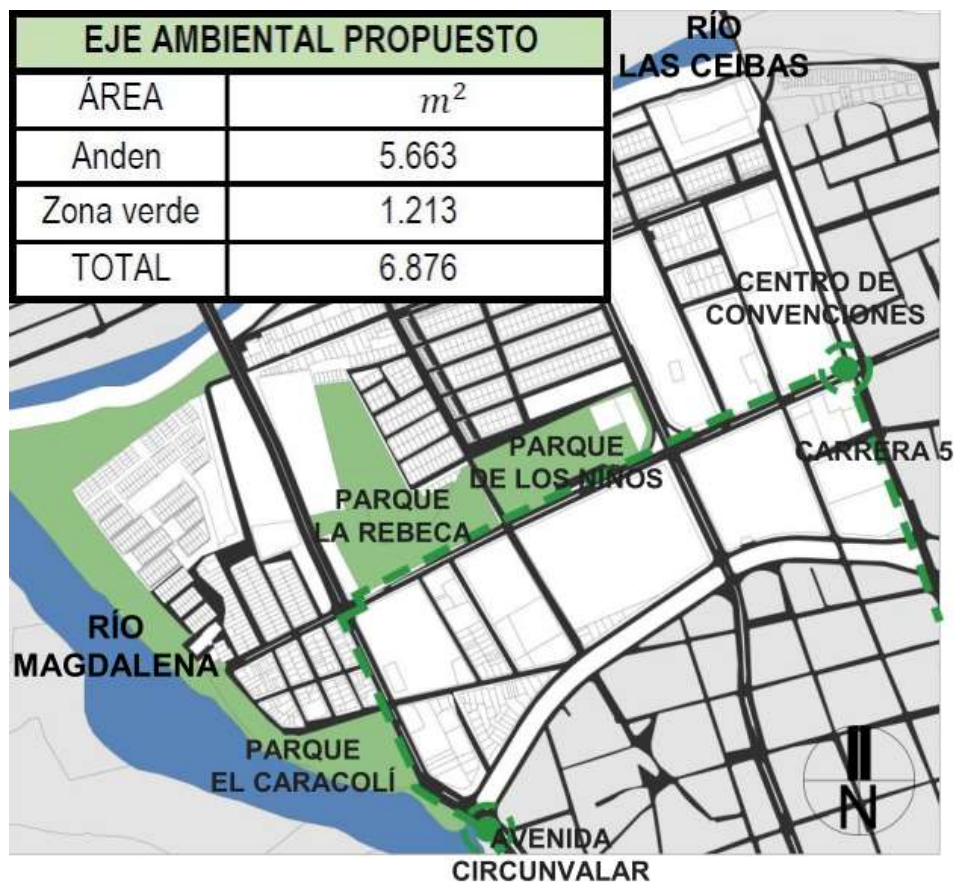 EJE AMBIENTAL PROPUESTO
ÁREA m²
Anden 5.663
Zona verde 1.213
TOTAL 6.876
RÍO
LAS CEIBAS
CENTRO DE
CONVENCIONES
CARRERA 5
PARQUE
DE LOS NIÑOS
PARQUE
LA REBECA
RÍO
MAGDALENA
PARQUE
EL CARACOLÍ
N
AVENIDA
CIRCUNVALAR